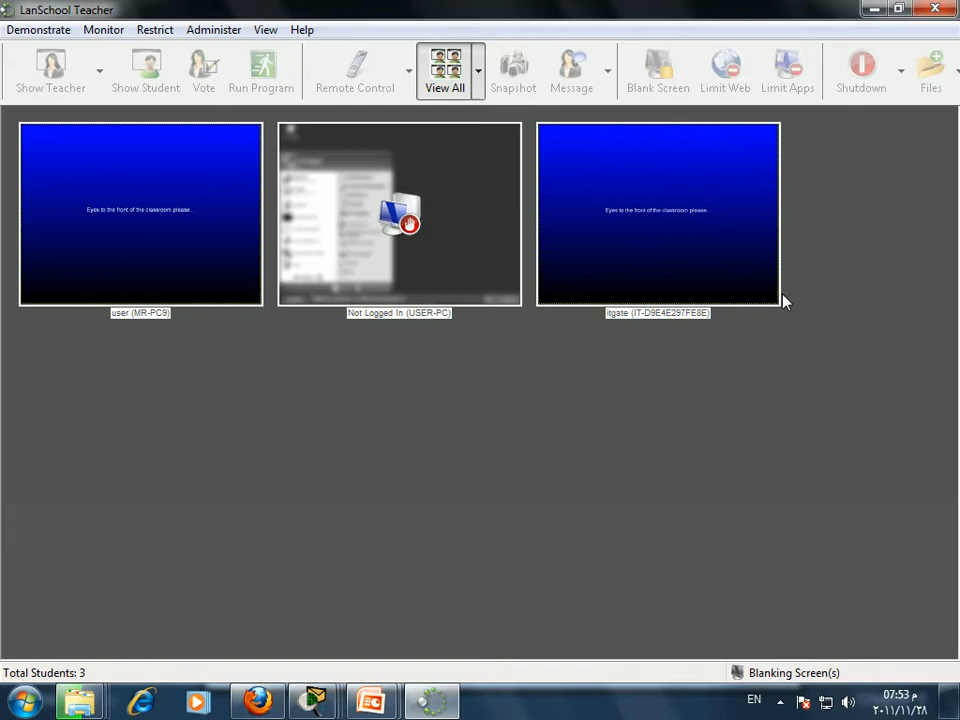 LanSchool Teacher
Demonstrate Monitor Restrict Administer View Help
Show Teacher Show Student Vote Run Program Remote Control View All Snapshot Message Blank Screen Limit Web Limit Apps Shutdown Files
Eyes to the front of the classroom please...
Eyes to the front of the classroom please...
user (MR-PC9)
Not Logged In (USER-PC)
itgate (IT-D9E4E297FE8E)
Total Students: 3
Blanking Screen(s)
EN
07:53 م
٢٠١١/١١/٢٨